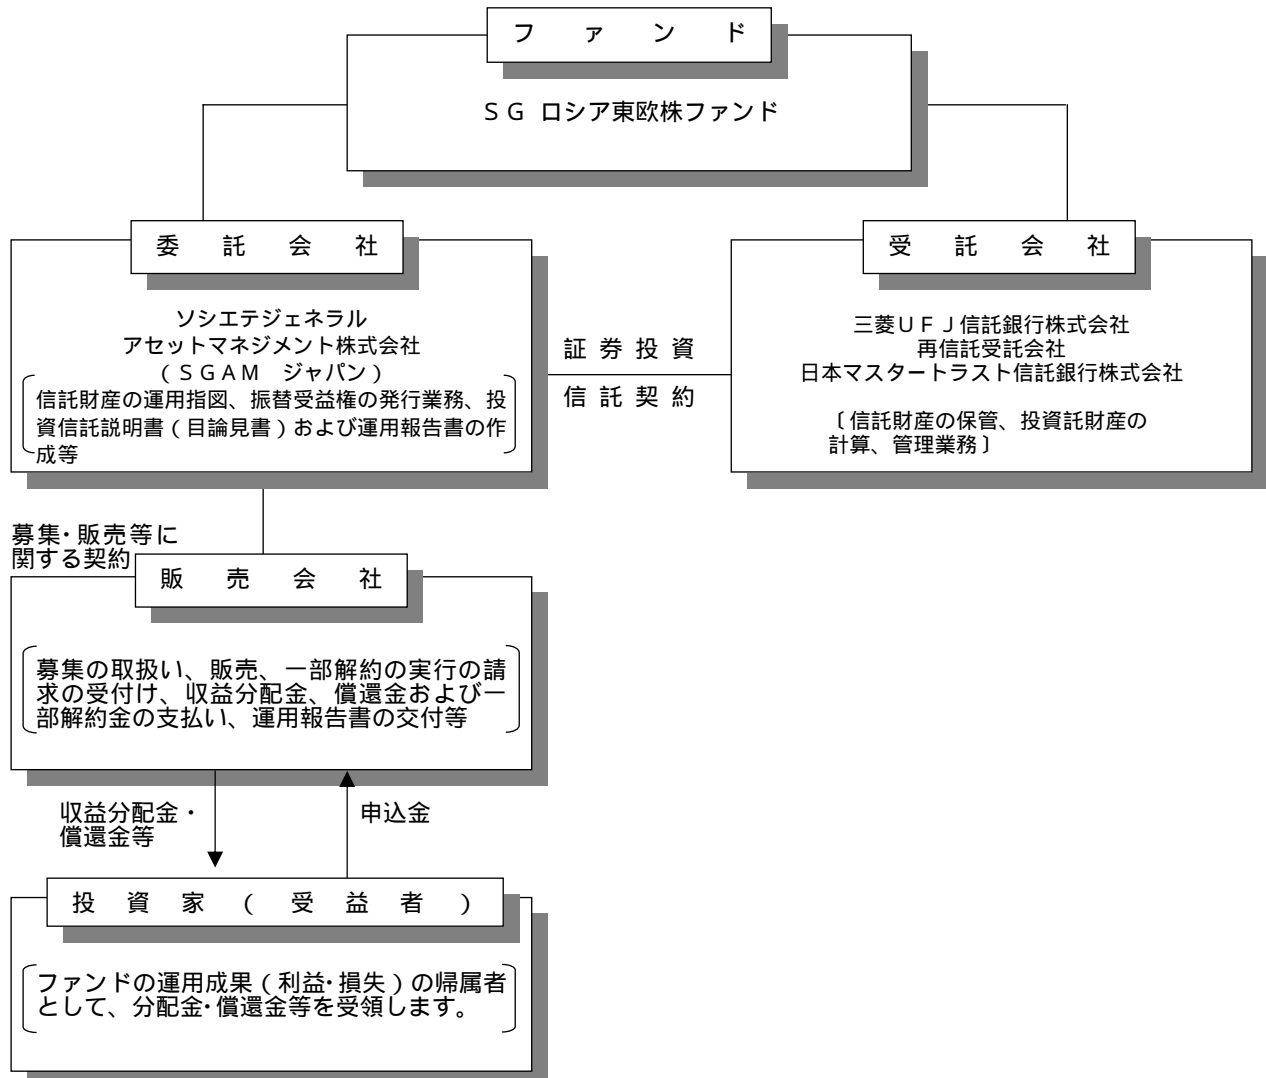 ファンド
ＳＧ ロシア東欧株ファンド
委託会社
ソシエテジェネラル
アセットマネジメント株式会社
（ＳＧＡＭ ジャパン）
信託財産の運用指図、振替受益権の発行業務、投
資信託説明書（目論見書）および運用報告書の作
成等
証券投資
信託契約
受託会社
三菱ＵＦＪ信託銀行株式会社
再信託受託会社
日本マスタートラスト信託銀行株式会社
〔信託財産の保管、投資託財産の
計算、管理業務〕
募集・販売等に
関する契約
販売会社
募集の取扱い、販売、一部解約の実行の請
求の受付け、収益分配金、償還金および一
部解約金の支払い、運用報告書の交付等
収益分配金・
償還金等
申込金
投資家（受益者）
ファンドの運用成果（利益・損失）の帰属者
として、分配金・償還金等を受領します。